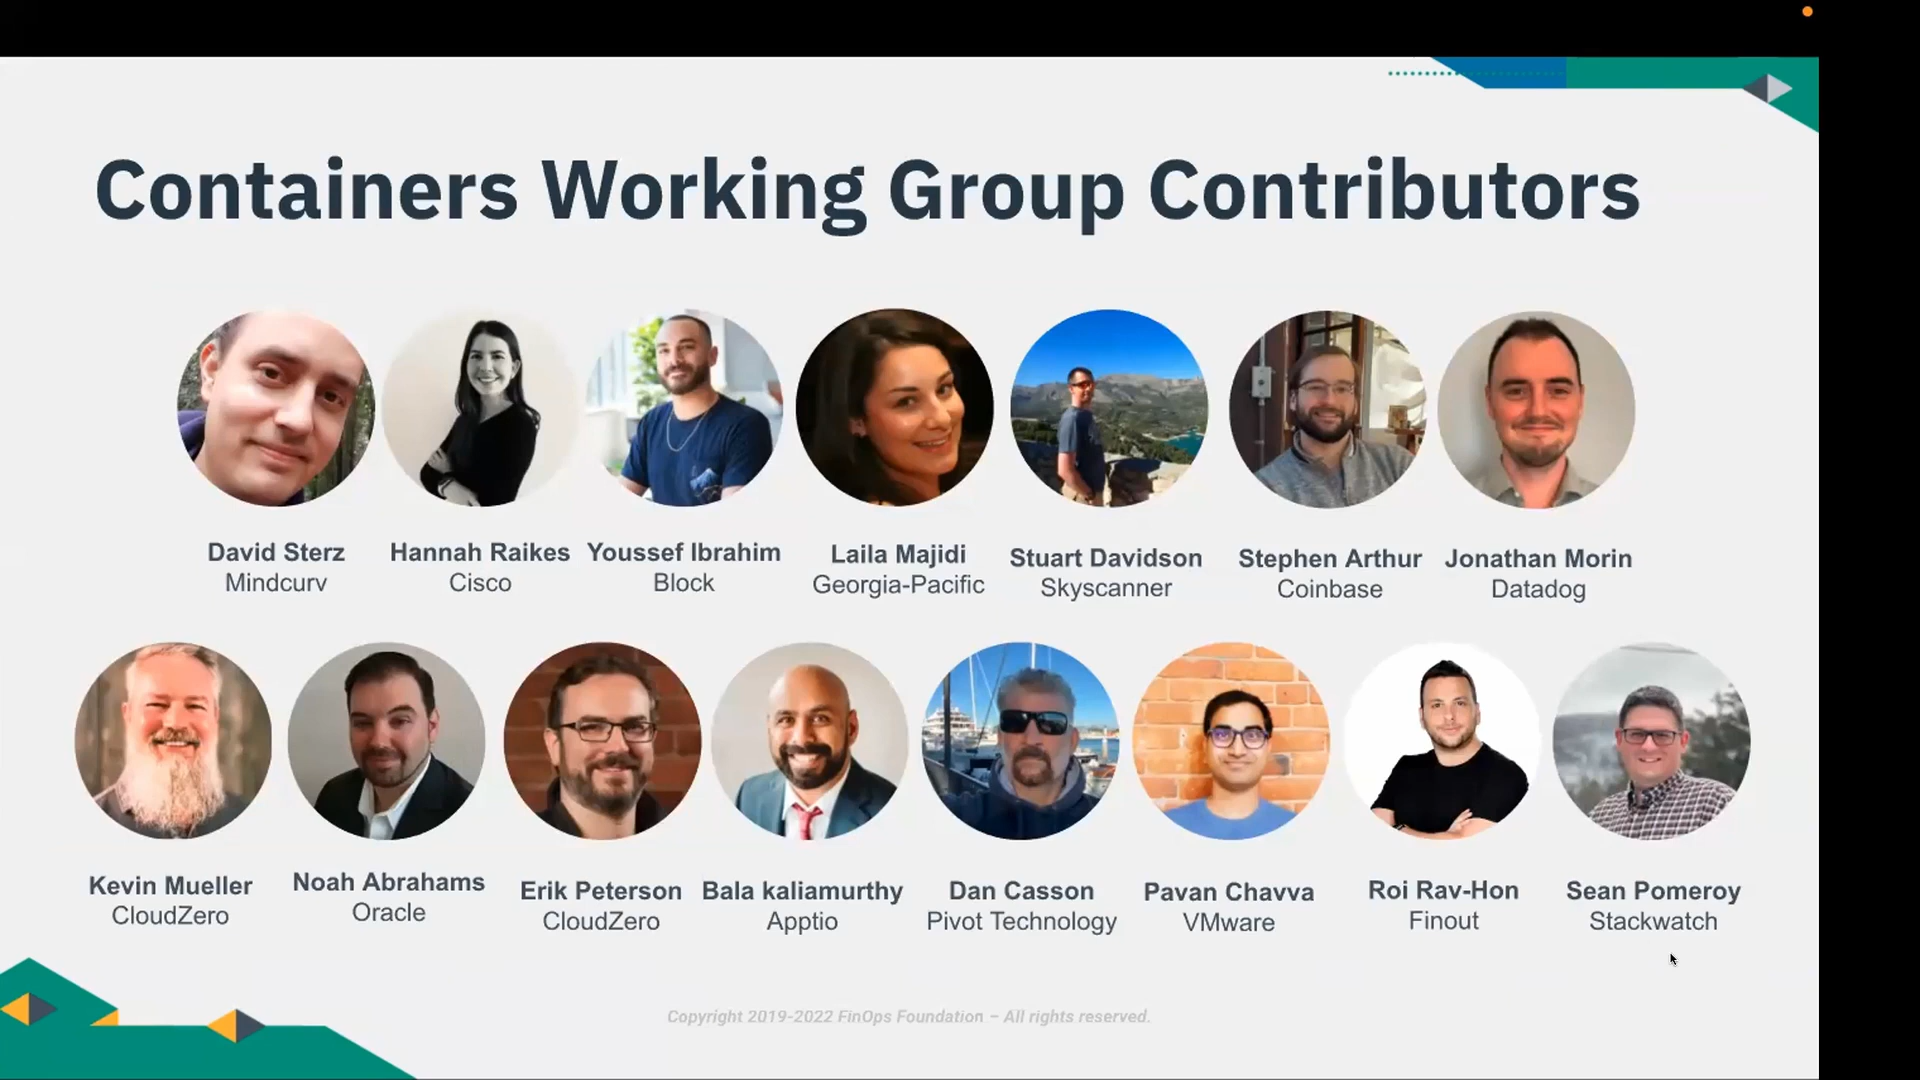 Containers Working Group Contributors
David Sterz
Mindcurv
Hannah Raikes
Cisco
Youssef Ibrahim
Block
Laila Majidi
Georgia-Pacific
Stuart Davidson
Skyscanner
Stephen Arthur
Coinbase
Jonathan Morin
Datadog
Kevin Mueller
CloudZero
Noah Abrahams
Oracle
Erik Peterson
CloudZero
Bala kaliamurthy
Apptio
Dan Casson
Pivot Technology
Pavan Chavva
VMware
Roi Rav-Hon
Finout
Sean Pomeroy
Stackwatch
Copyright 2019-2022 FinOps Foundation – All rights reserved.